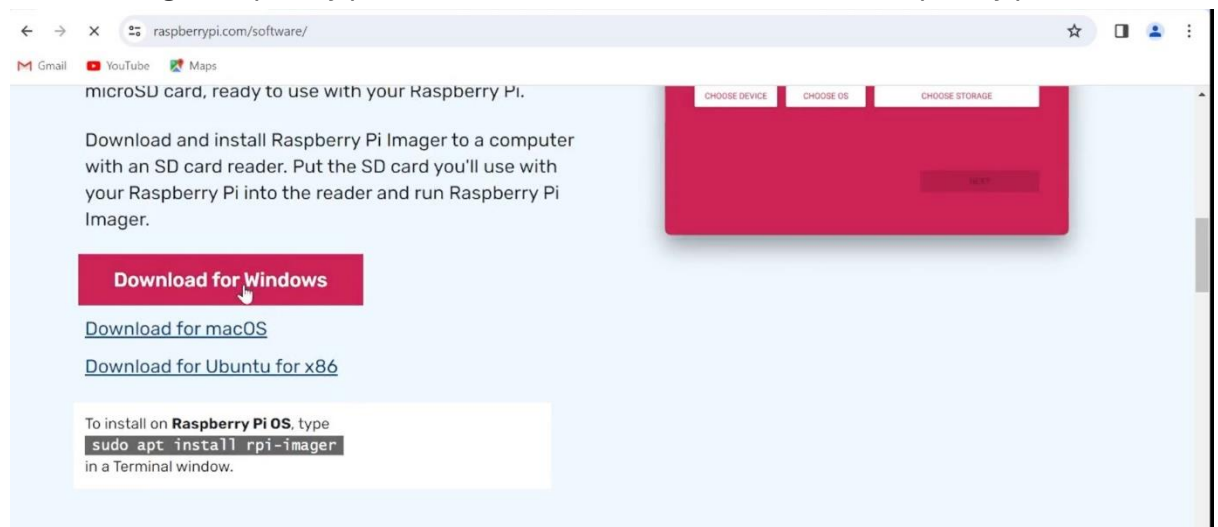 raspberrypi.com/software/
Gmail YouTube Maps
microSD card, ready to use with your Raspberry Pi.
CHOOSE DEVICE CHOOSE OS CHOOSE STORAGE
Download and install Raspberry Pi Imager to a computer
with an SD card reader. Put the SD card you'll use with
your Raspberry Pi into the reader and run Raspberry Pi
Imager.
NEXT
Download for Windows
Download for macOS
Download for Ubuntu for x86
To install on Raspberry Pi OS, type
sudo apt install rpi-imager
in a Terminal window.